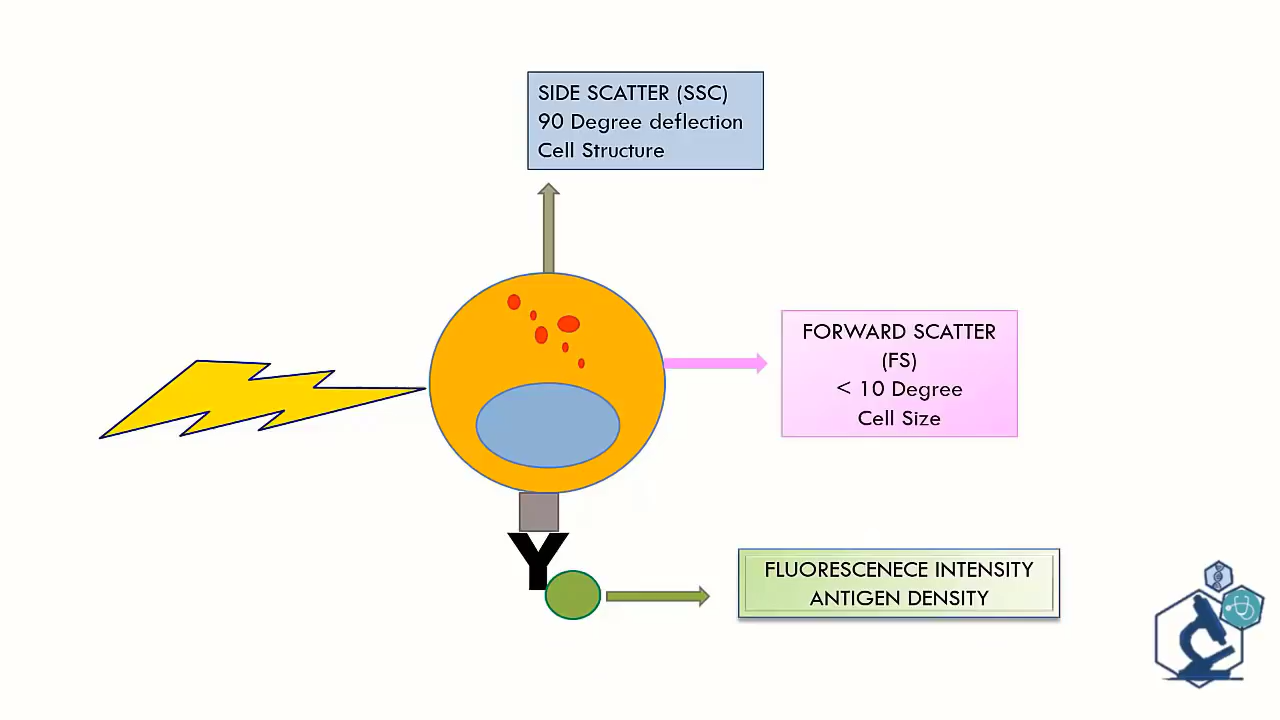 SIDE SCATTER (SSC)
90 Degree deflection
Cell Structure
FORWARD SCATTER
(FS)
< 10 Degree
Cell Size
Y
FLUORESCENECE INTENSITY
ANTIGEN DENSITY